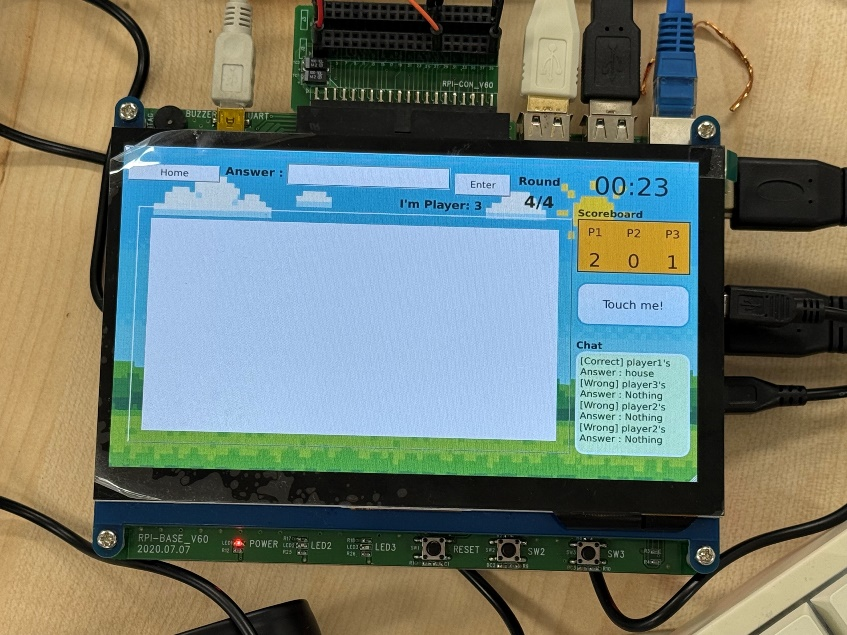 RPI-CON_V60
BUZZER
UART
Home
Answer :
Enter
Round
00:23
I'm Player: 3
4/4
Scoreboard
P1 P2 P3
2 0 1
Touch me!
Chat
[Correct] player1's
Answer : house
[Wrong] player3's
Answer : Nothing
[Wrong] player2's
Answer : Nothing
[Wrong] player2's
Answer : Nothing
RPI-BASE_V60
2020.07.07
POWER
LED2
LED3
RESET
SW2
SW3